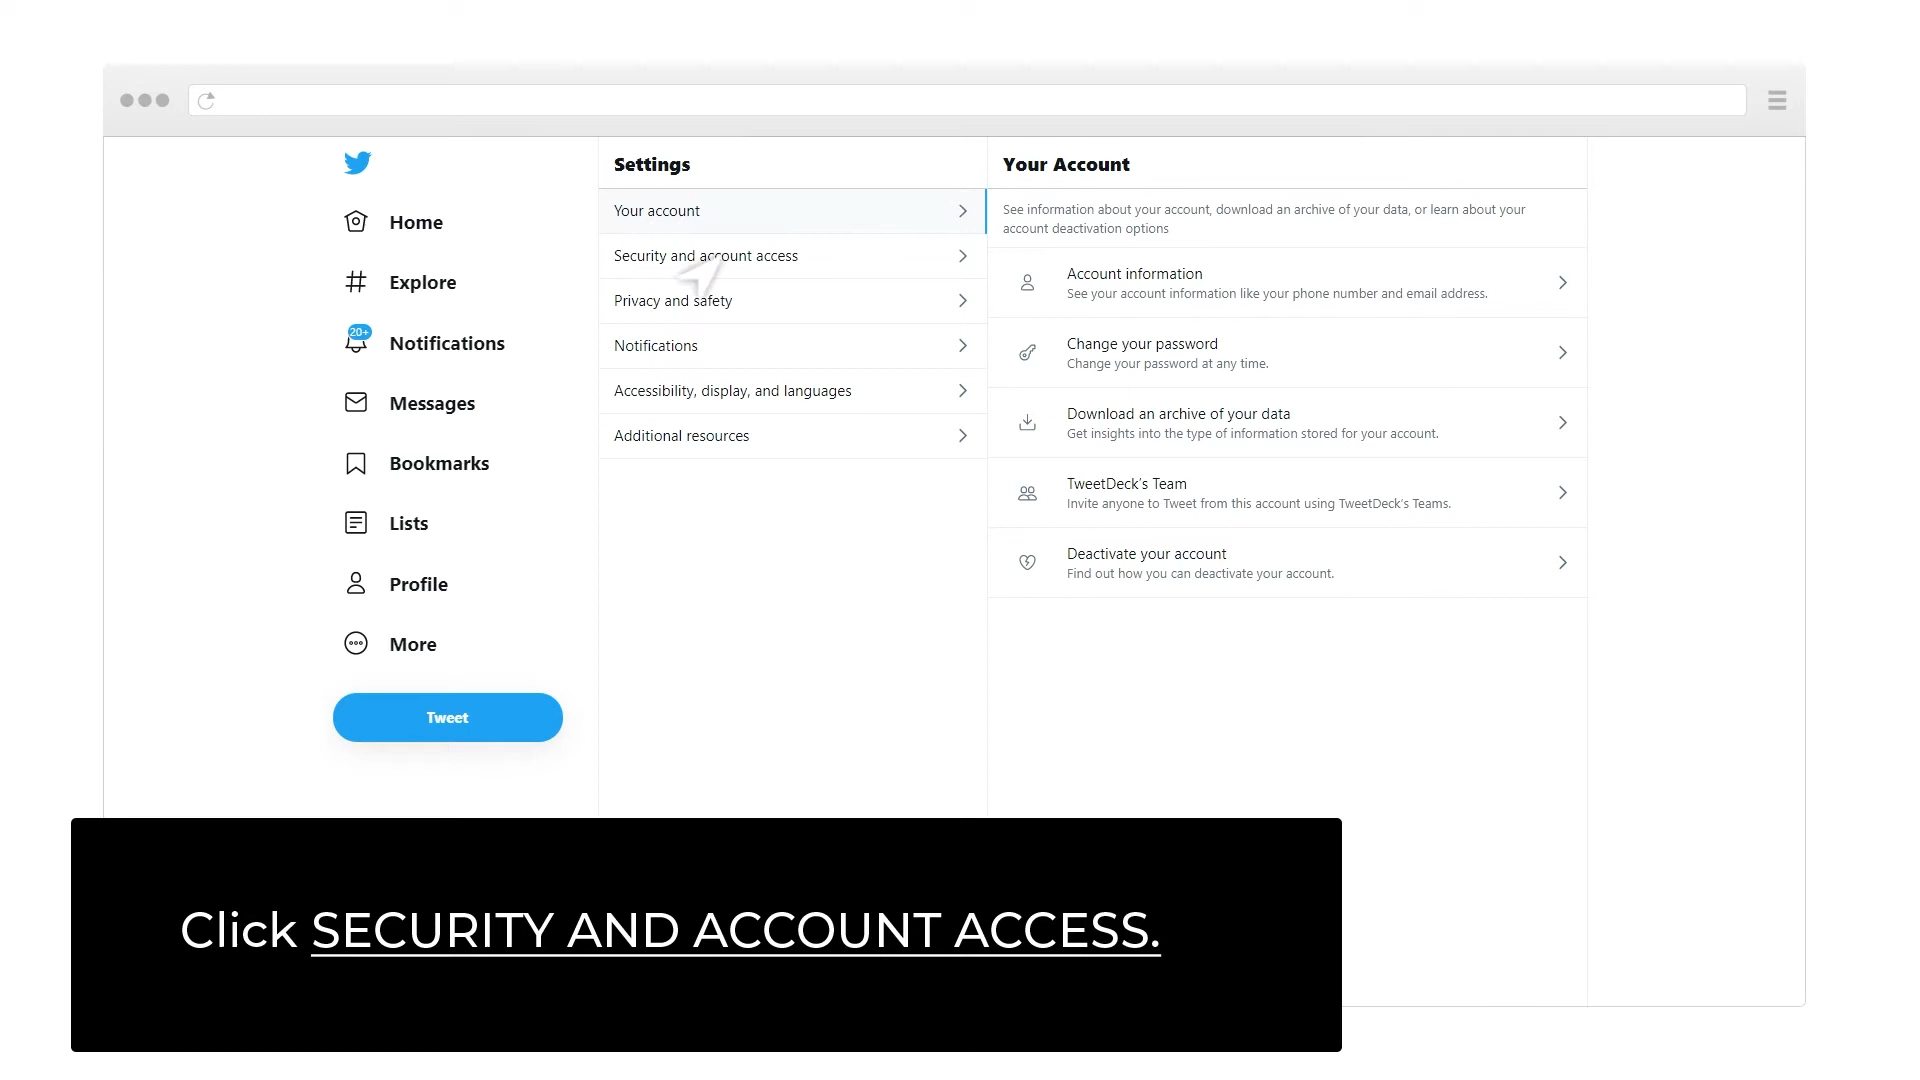 Home
Explore
20+
Notifications
Messages
Bookmarks
Lists
Profile
More
Tweet
Settings
Your account
Security and account access
Privacy and safety
Notifications
Accessibility, display, and languages
Additional resources
Your Account
See information about your account, download an archive of your data, or learn about your
account deactivation options
Account information
See your account information like your phone number and email address.
Change your password
Change your password at any time.
Download an archive of your data
Get insights into the type of information stored for your account.
TweetDeck’s Team
Invite anyone to Tweet from this account using TweetDeck’s Teams.
Deactivate your account
Find out how you can deactivate your account.
Click SECURITY AND ACCOUNT ACCESS.